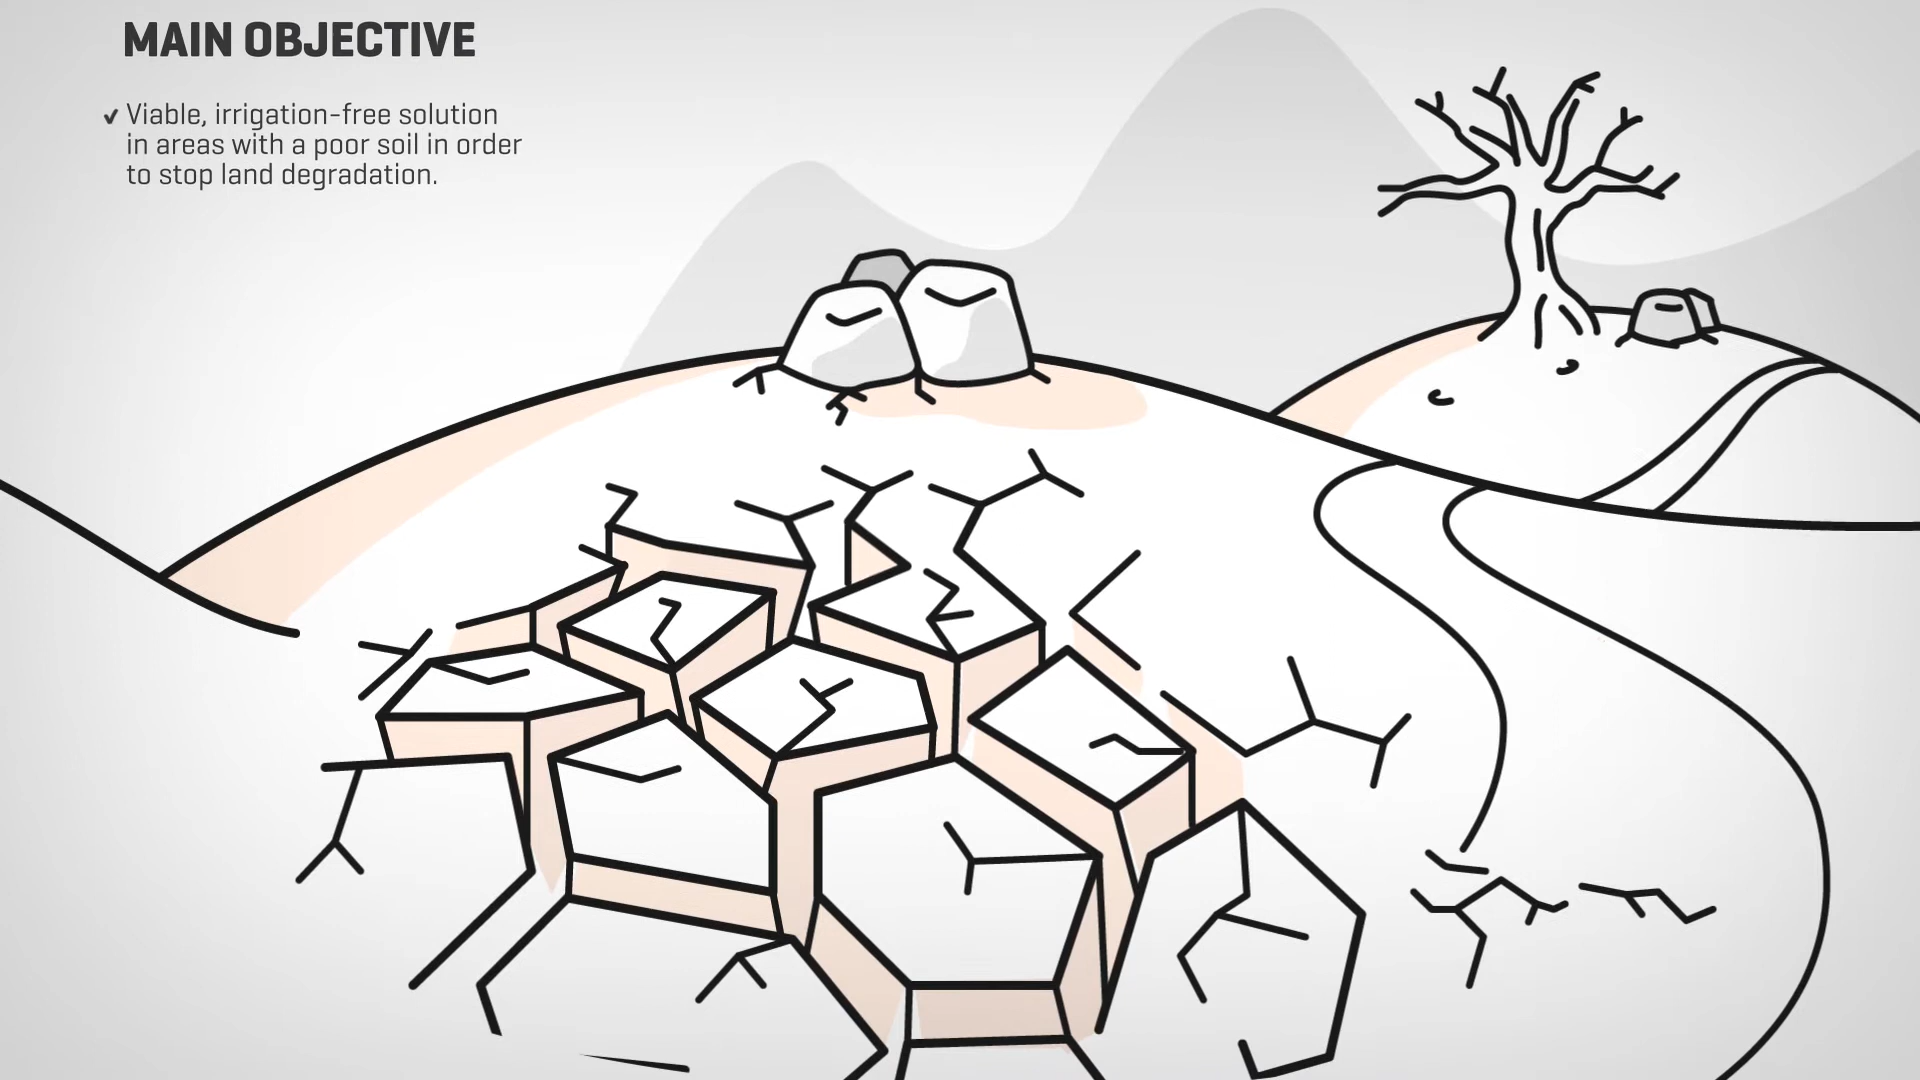 MAIN OBJECTIVE
Viable, irrigation-free solution
in areas with a poor soil in order
to stop land degradation.